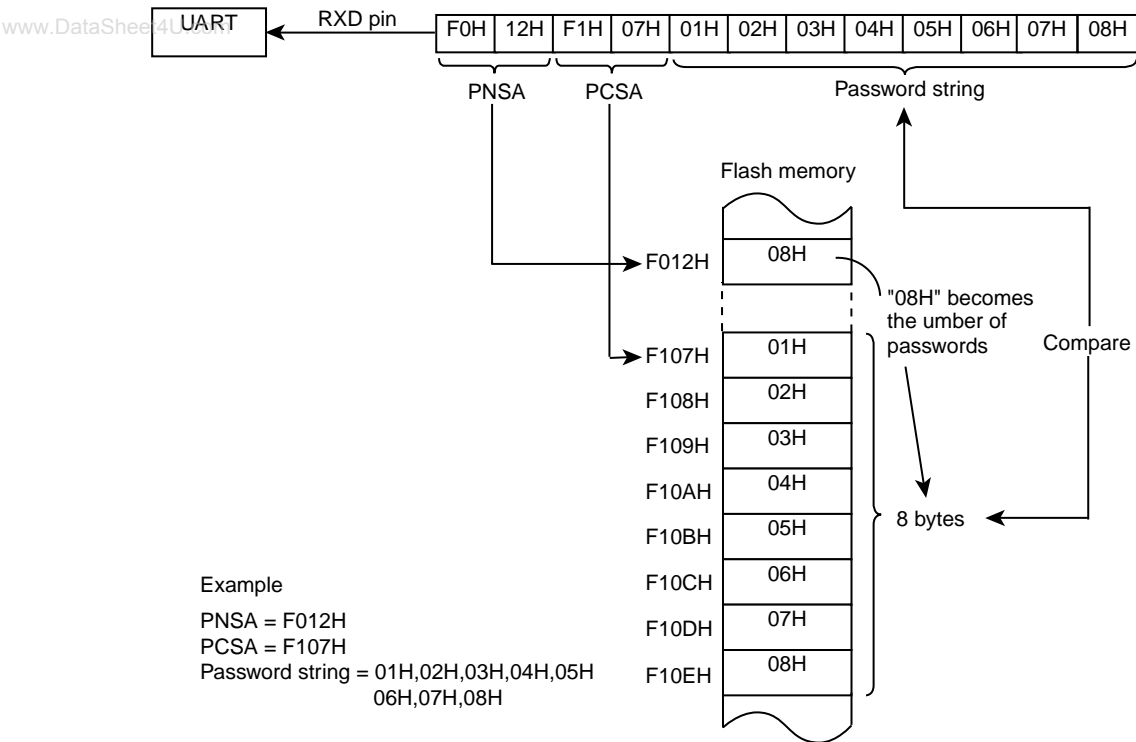 www.DataSheet4U.com
UART
RXD pin
F0H 12H F1H 07H 01H 02H 03H 04H 05H 06H 07H 08H
PNSA PCSA Password string
Flash memory
F012H 08H
"08H" becomes
the umber of
passwords
Compare
F107H 01H
F108H 02H
F109H 03H
F10AH 04H
F10BH 05H
8 bytes
F10CH 06H
F10DH 07H
F10EH 08H
Example
PNSA = F012H
PCSA = F107H
Password string = 01H,02H,03H,04H,05H
06H,07H,08H